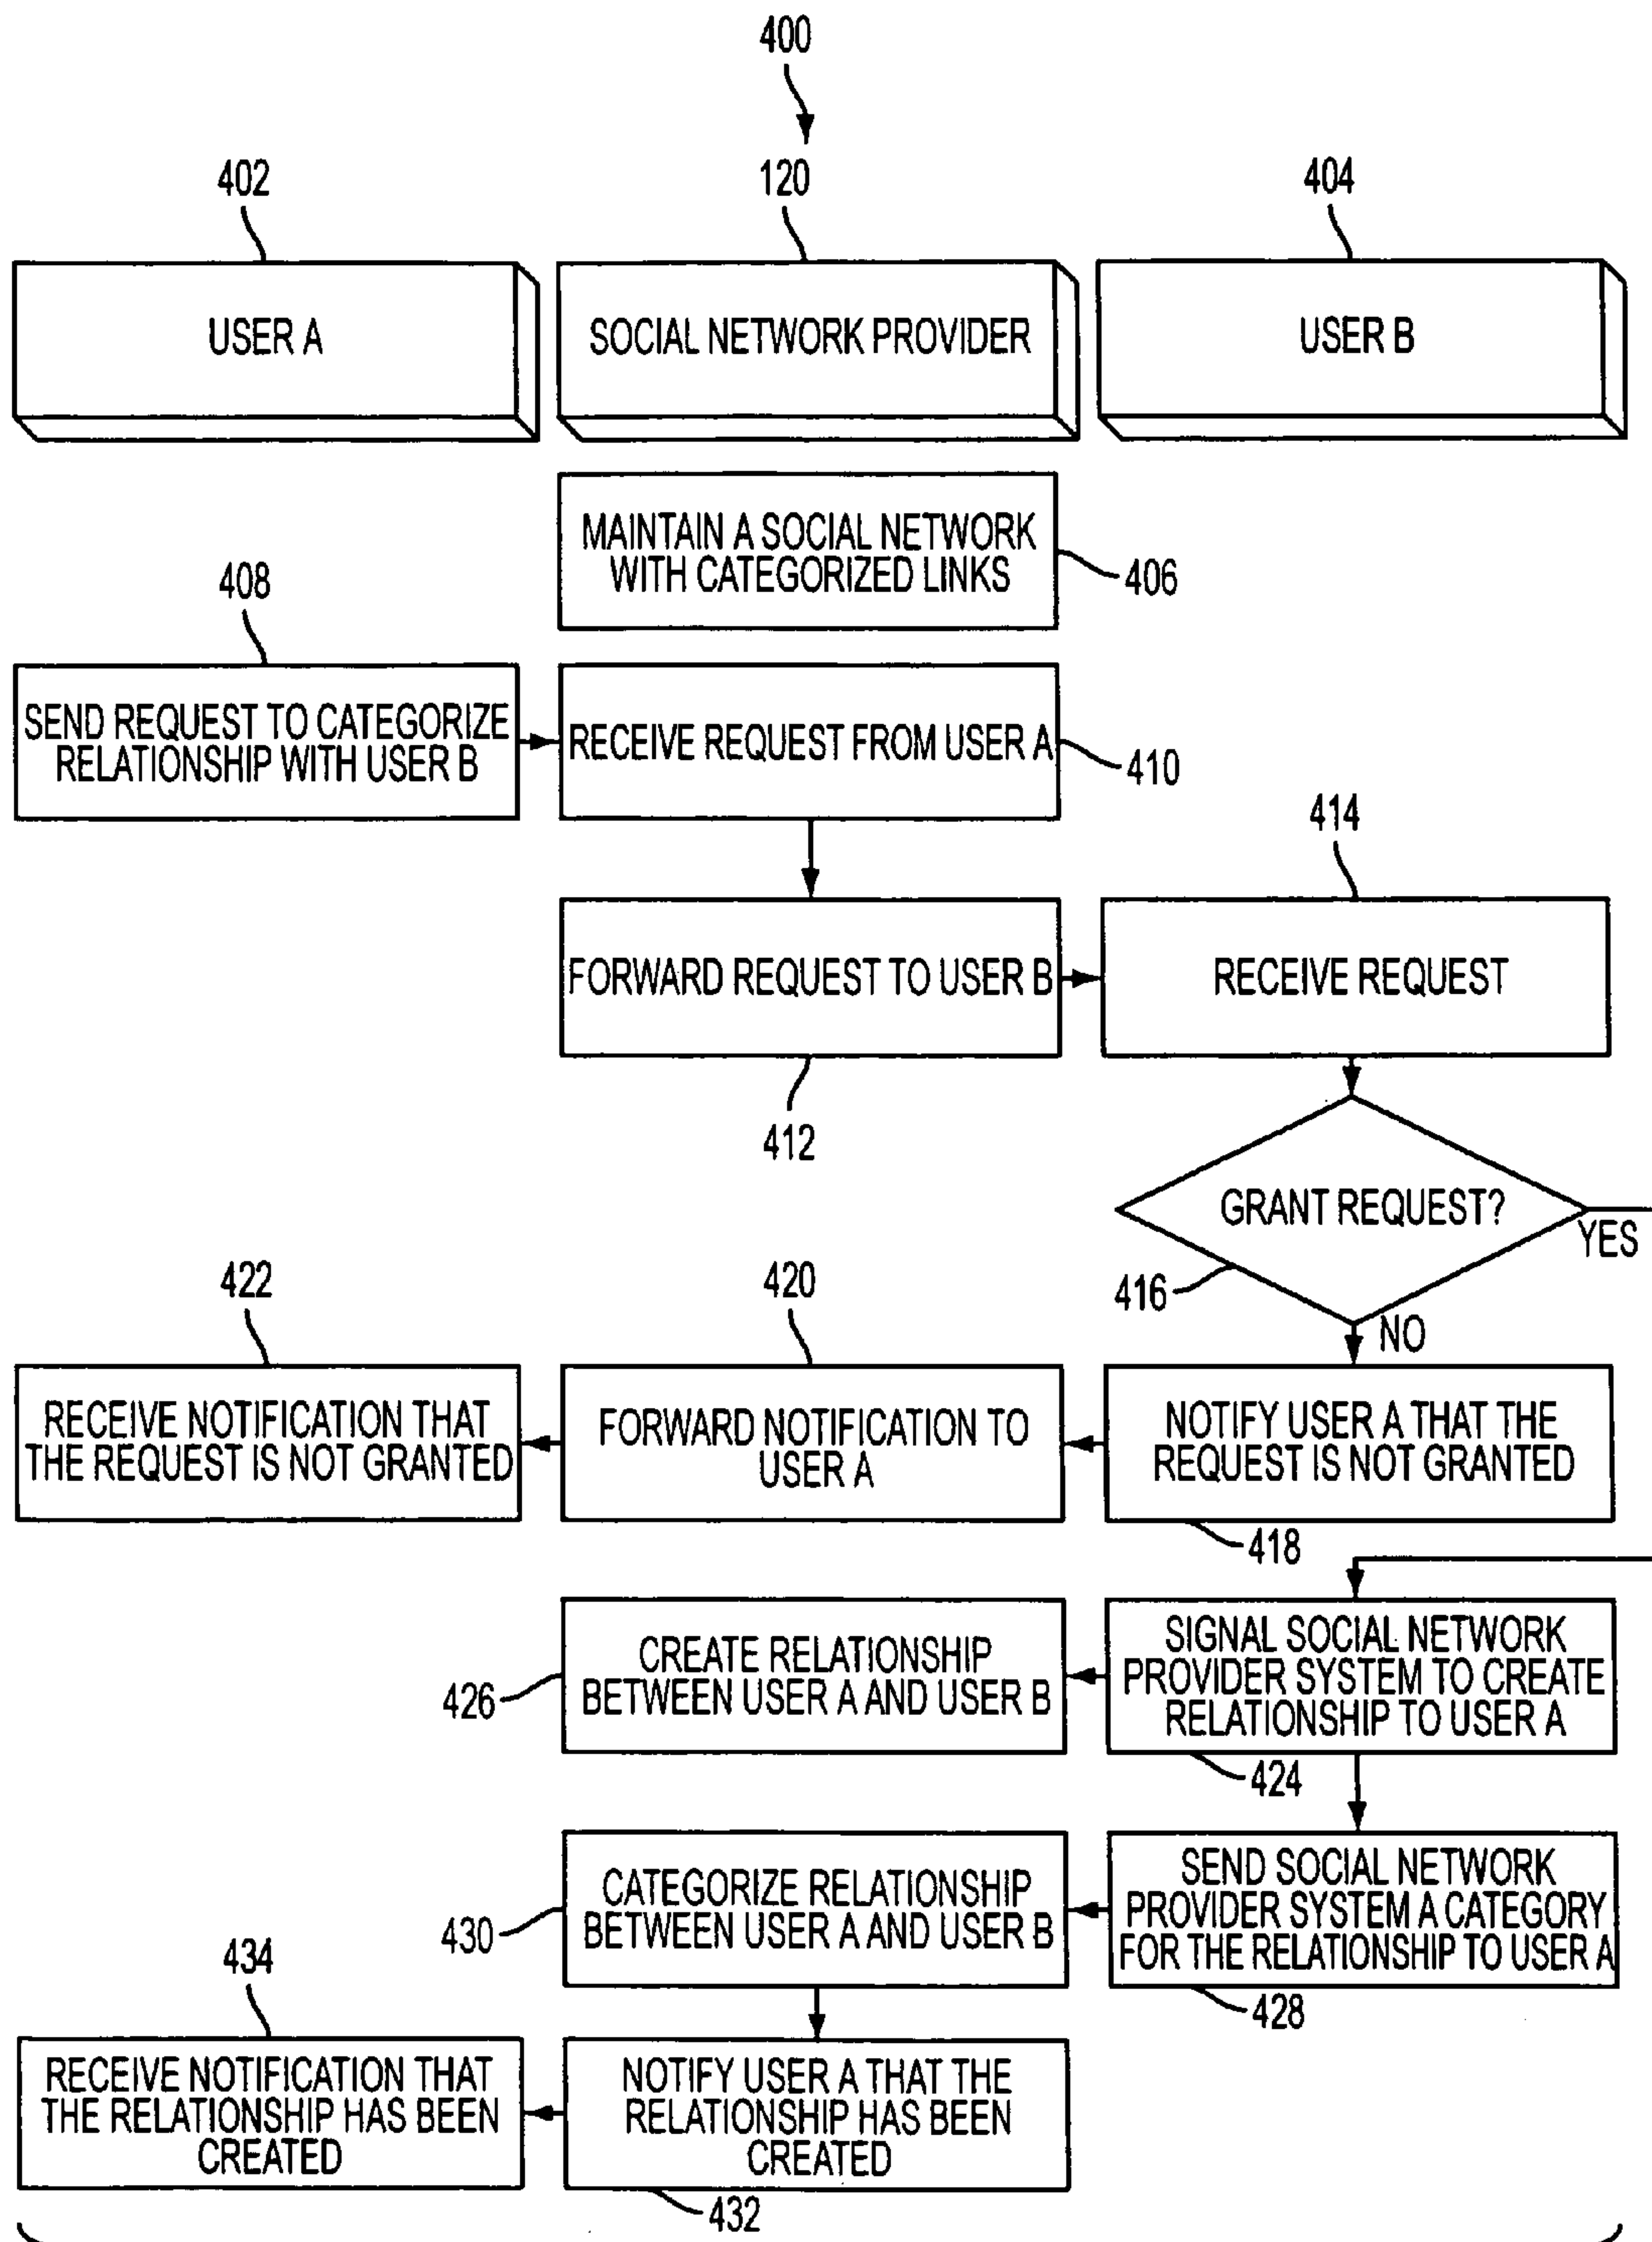 400
402
120
404
USER A
SOCIAL NETWORK PROVIDER
USER B
MAINTAIN A SOCIAL NETWORK
WITH CATEGORIZED LINKS
406
408
SEND REQUEST TO CATEGORIZE
RELATIONSHIP WITH USER B
RECEIVE REQUEST FROM USER A
410
414
FORWARD REQUEST TO USER B
RECEIVE REQUEST
412
GRANT REQUEST?
YES
416
NO
422
420
RECEIVE NOTIFICATION THAT
THE REQUEST IS NOT GRANTED
FORWARD NOTIFICATION TO
USER A
NOTIFY USER A THAT THE
REQUEST IS NOT GRANTED
418
CREATE RELATIONSHIP
BETWEEN USER A AND USER B
426
SIGNAL SOCIAL NETWORK
PROVIDER SYSTEM TO CREATE
RELATIONSHIP TO USER A
424
CATEGORIZE RELATIONSHIP
BETWEEN USER A AND USER B
430
SEND SOCIAL NETWORK
PROVIDER SYSTEM A CATEGORY
FOR THE RELATIONSHIP TO USER A
428
434
RECEIVE NOTIFICATION THAT
THE RELATIONSHIP HAS BEEN
CREATED
NOTIFY USER A THAT THE
RELATIONSHIP HAS BEEN
CREATED
432